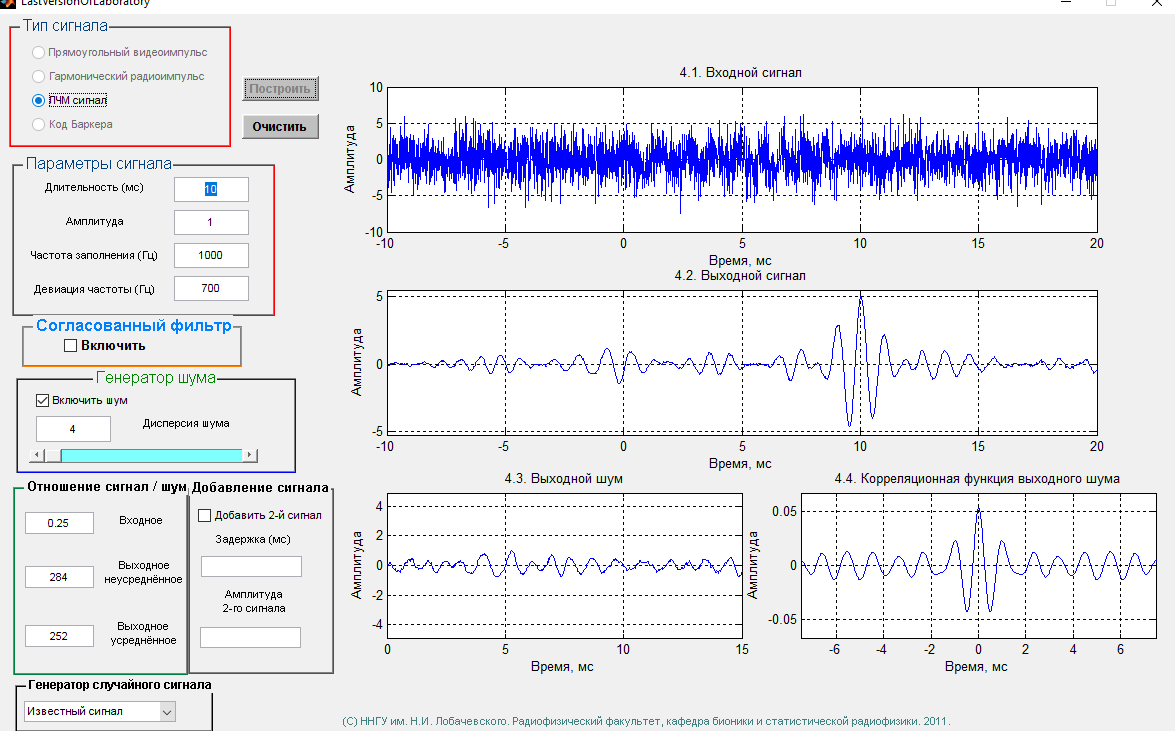 LastVersionOfLaboratory
Тип сигнала
Прямоугольный видеоимпульс
Гармонический радиоимпульс
ЛЧМ сигнал
Код Баркера
Построить
Очистить
Параметры сигнала
Длительность (мс)
10
Амплитуда
1
Частота заполнения (Гц)
1000
Девиация частоты (Гц)
700
Согласованный фильтр
Включить
Генератор шума
Включить шум
4
Дисперсия шума
Отношение сигнал / шум
0.25
Входное
284
Выходное
неусреднённое
252
Выходное
усреднённое
Добавление сигнала
Добавить 2-й сигнал
Задержка (мс)
Амплитуда
2-го сигнала
Генератор случайного сигнала
Известный сигнал
4.1. Входной сигнал
Амплитуда
10
5
0
-5
-10
-10 -5 0 5 10 15 20
Время, мс
4.2. Выходной сигнал
Амплитуда
5
0
-5
-10 -5 0 5 10 15 20
Время, мс
4.3. Выходной шум
Амплитуда
4
2
0
-2
-4
0 5 10 15
Время, мс
4.4. Корреляционная функция выходного шума
Амплитуда
0.05
0
-0.05
-6 -4 -2 0 2 4 6
Время, мс
(С) ННГУ им. Н.И. Лобачевского. Радиофизический факультет, кафедра бионики и статистической радиофизики. 2011.